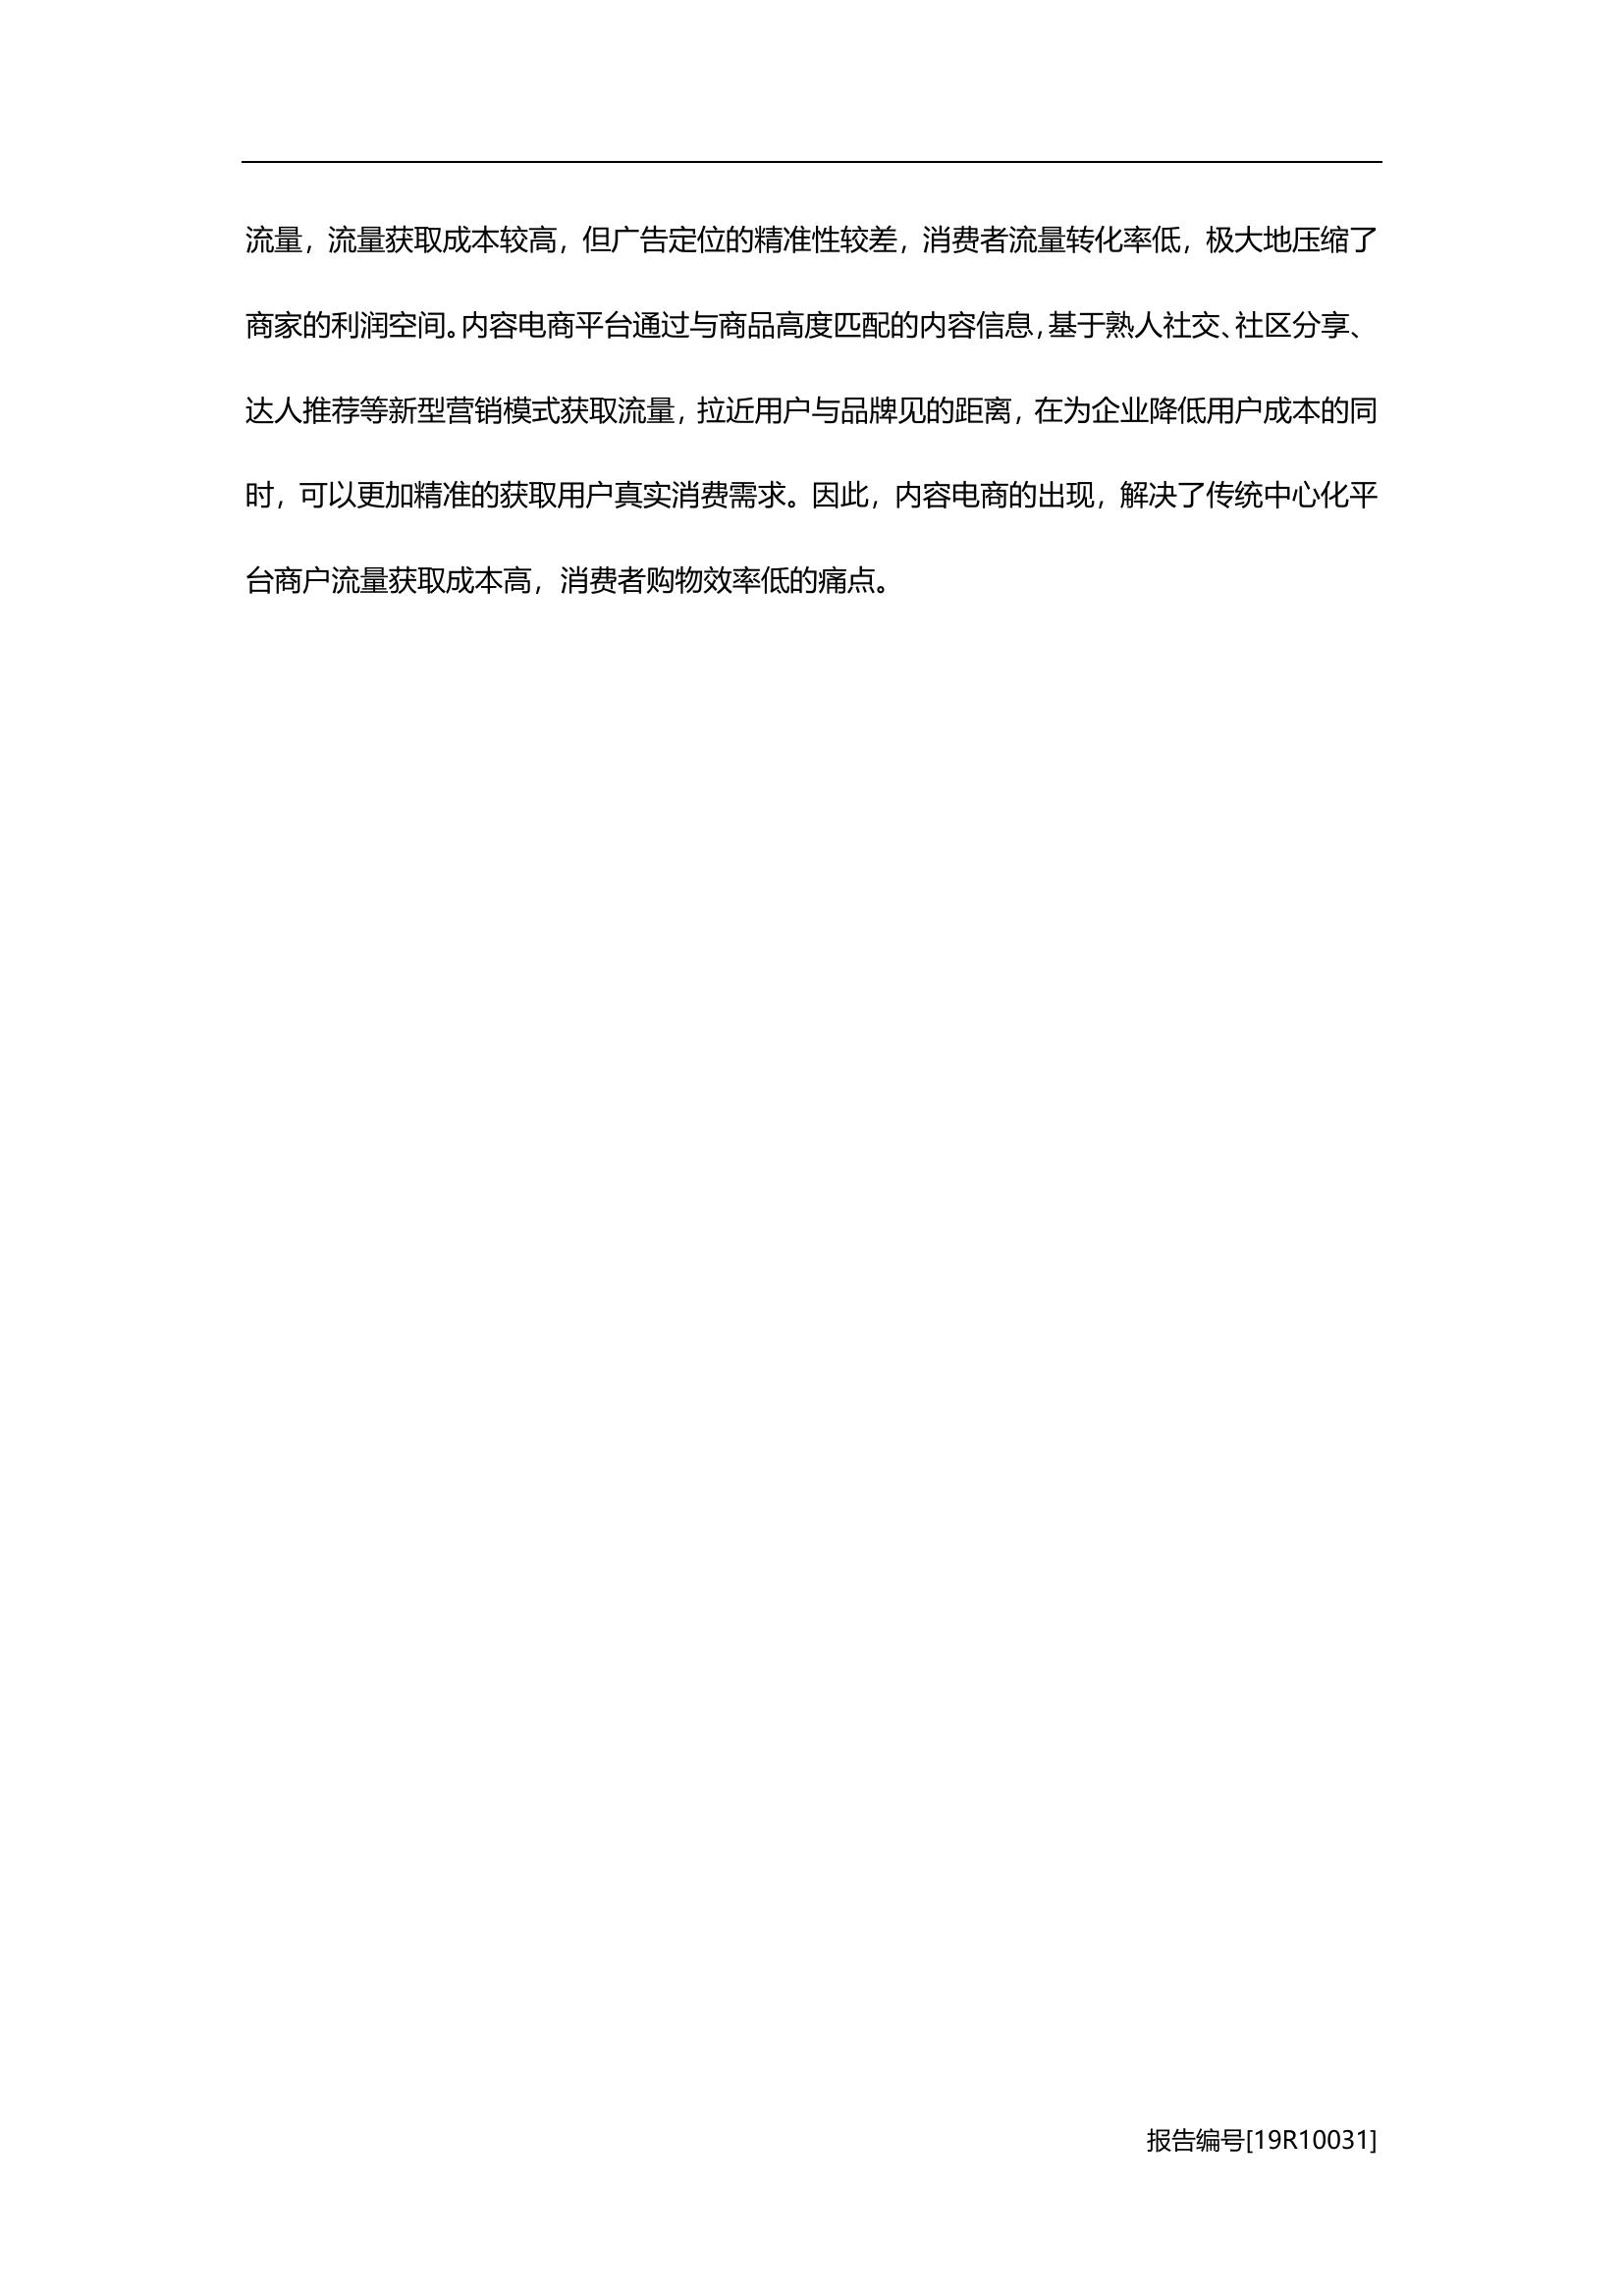 流量，流量获取成本较高，但广告定位的精准性较差，消费者流量转化率低，极大地压缩了
商家的利润空间。内容电商平台通过与商品高度匹配的内容信息，基于熟人社交、社区分享、
达人推荐等新型营销模式获取流量，拉近用户与品牌见的距离，在为企业降低用户成本的同
时，可以更加精准的获取用户真实消费需求。因此，内容电商的出现，解决了传统中心化平
台商户流量获取成本高，消费者购物效率低的痛点。
报告编号[19R10031]